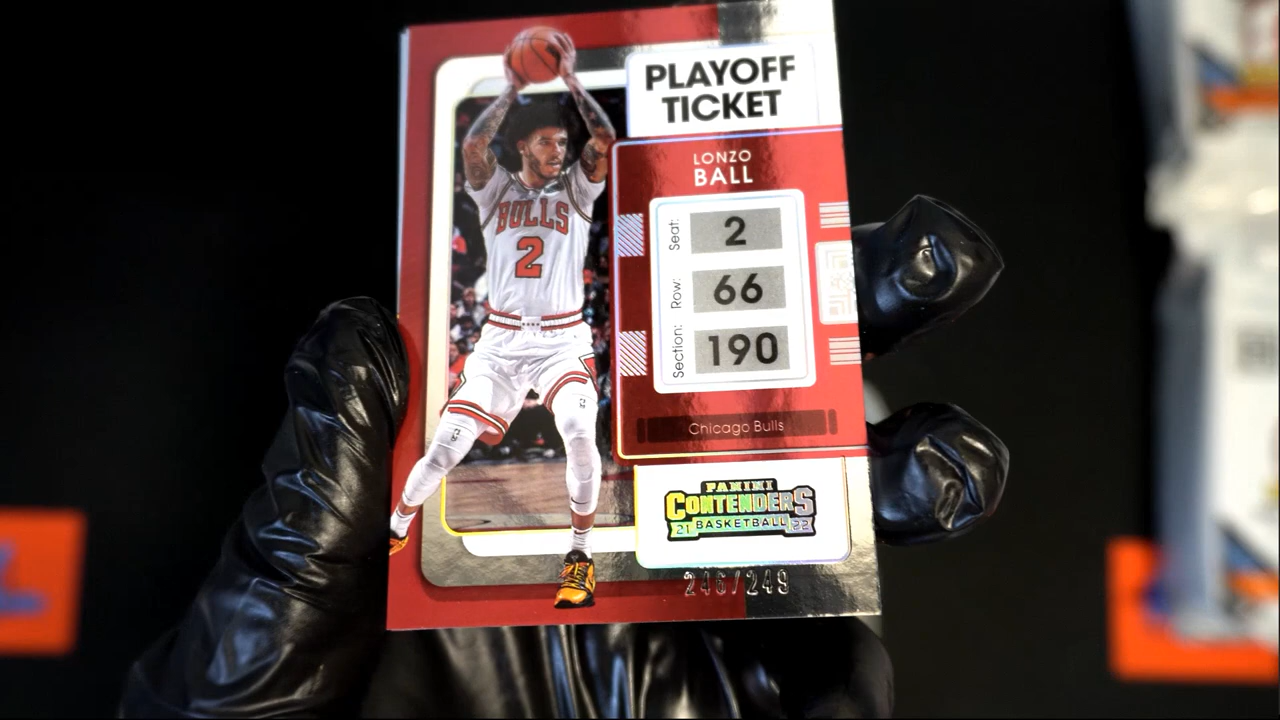 PLAYOFF
TICKET
LONZO
BALL
Seat: 2
Row: 66
Section: 190
BULLS
2
Chicago Bulls
PANINI
CONTENDERS
21 BASKETBALL 22
246/249